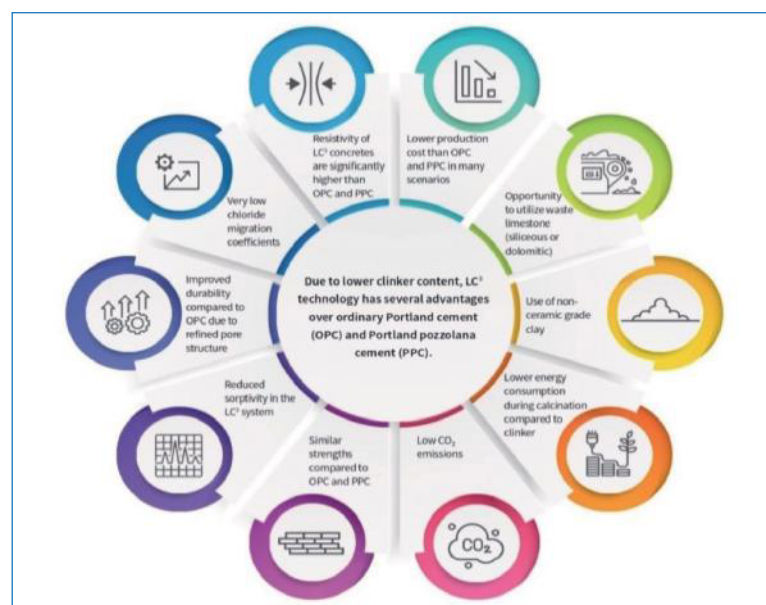 Due to lower clinker content, LC³
technology has several advantages
over ordinary Portland cement
(OPC) and Portland pozzolana
cement (PPC).
Lower production
cost than OPC
and PPC in many
scenarios
Opportunity
to utilize waste
limestone
(siliceous or
dolomitic)
Use of non-
ceramic grade
clay
Lower energy
consumption
during calcination
compared to
clinker
Low CO₂
emissions
CO₂
Similar
strengths
compared to
OPC and PPC
Reduced
sorptivity in the
LC³ system
Improved
durability
compared to
OPC due to
refined pore
structure
Very low
chloride
migration
coefficients
Resistivity of
LC³ concretes
are significantly
higher than
OPC and PPC